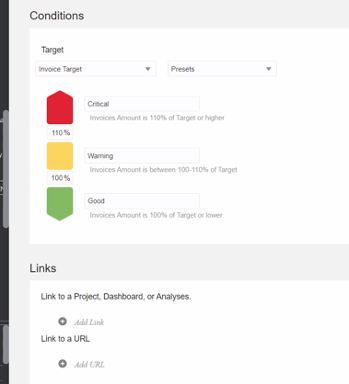 Conditions
Target
Invoice Target
Presets
Critical
Invoices Amount is 110% of Target or higher
110 %
Warning
Invoices Amount is between 100-110% of Target
100 %
Good
Invoices Amount is 100% of Target or lower
Links
Link to a Project, Dashboard, or Analyses.
Add Link
Link to a URL
Add URL